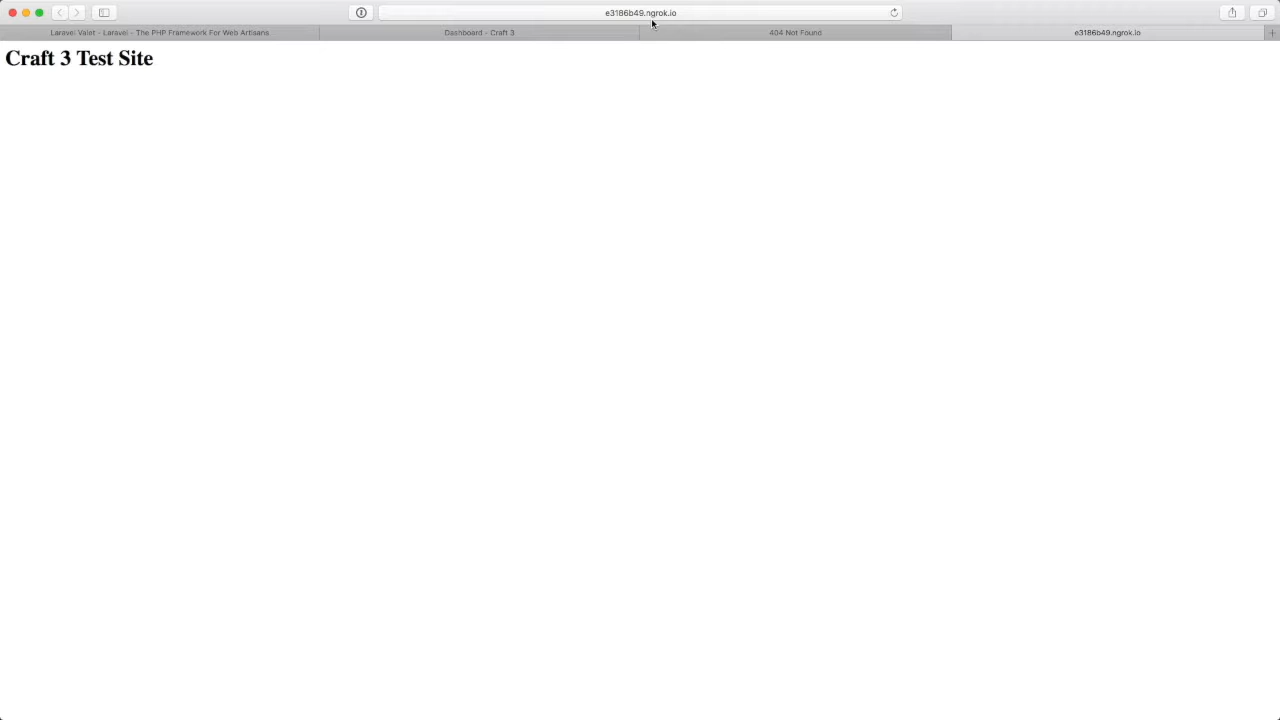 e3186b49.ngrok.io
Laravel Valet - Laravel - The PHP Framework For Web Artisans
Dashboard - Craft 3
404 Not Found
e3186b49.ngrok.io
Craft 3 Test Site